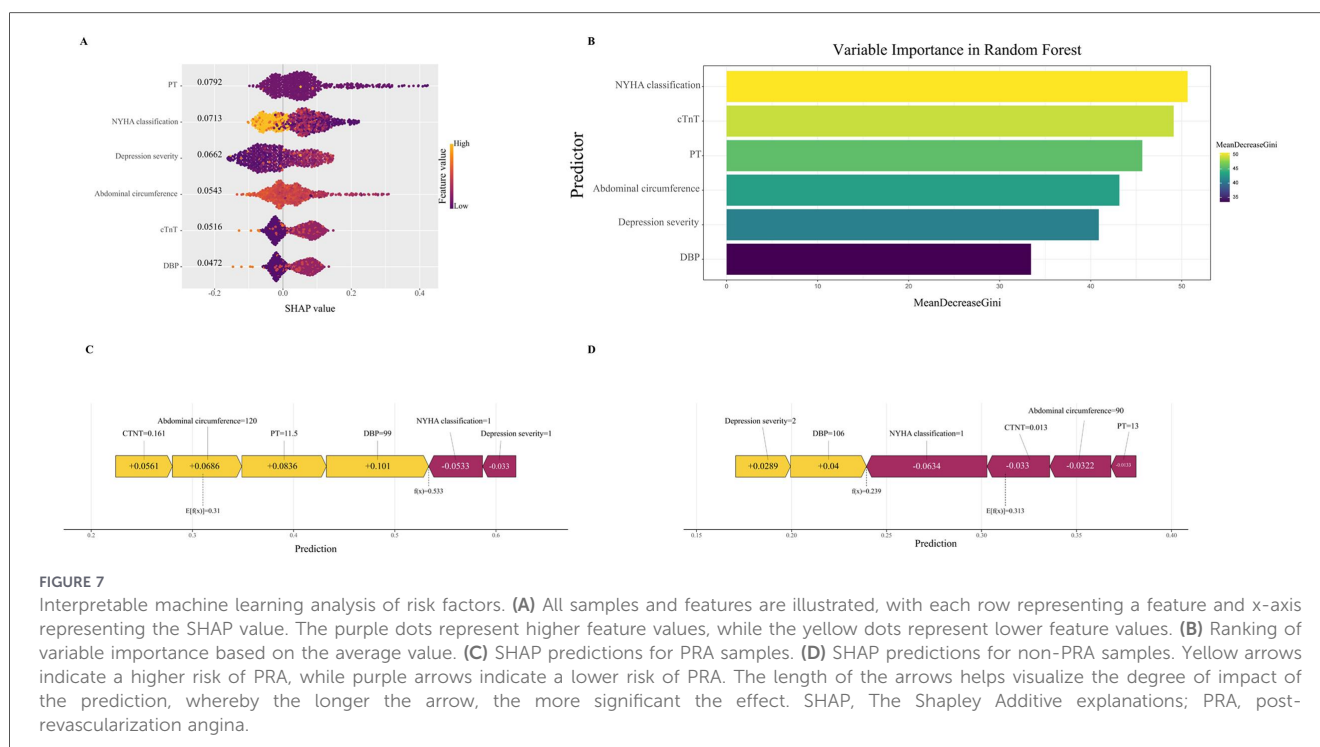 A
PT
0.0792
NYHA classification
0.0713
Depression severity
0.0662
Abdominal circumference
0.0543
cTnT
0.0516
DBP
0.0472
-0.2
0.0
0.2
0.4
SHAP value
High
Feature value
Low
B
Variable Importance in Random Forest
Predictor
NYHA classification
cTnT
PT
Abdominal circumference
Depression severity
DBP
0
10
20
30
40
50
MeanDecreaseGini
MeanDecreaseGini
50
45
40
35
C
Abdominal circumference=120
NYHA classification=1
CTNT=0.161
PT=11.5
DBP=99
Depression severity=1
+0.0561
+0.0686
+0.0836
+0.101
-0.0533
-0.033
f(x)=0.533
E[f(x)]=0.31
0.2
0.3
0.4
0.5
0.6
Prediction
D
Abdominal circumference=90
Depression severity=2
CTNT=0.013
DBP=106
NYHA classification=1
PT=13
+0.0289
+0.04
-0.0634
-0.033
-0.0322
f(x)=0.239
E[f(x)]=0.313
0.15
0.20
0.25
0.30
0.35
0.40
Prediction
FIGURE 7
Interpretable machine learning analysis of risk factors. (A) All samples and features are illustrated, with each row representing a feature and x-axis
representing the SHAP value. The purple dots represent higher feature values, while the yellow dots represent lower feature values. (B) Ranking of
variable importance based on the average value. (C) SHAP predictions for PRA samples. (D) SHAP predictions for non-PRA samples. Yellow arrows
indicate a higher risk of PRA, while purple arrows indicate a lower risk of PRA. The length of the arrows helps visualize the degree of impact of
the prediction, whereby the longer the arrow, the more significant the effect. SHAP, The Shapley Additive explanations; PRA, post-
revascularization angina.